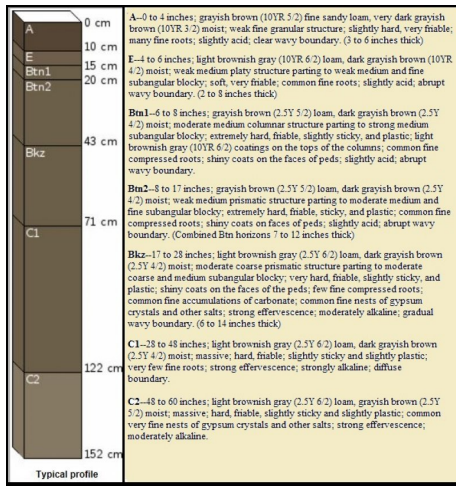 A
0 cm
E
10 cm
Btn1
15 cm
Btn2
20 cm
43 cm
Bkz
71 cm
C1
122 cm
C2
152 cm
Typical profile
A--0 to 4 inches; grayish brown (10YR 5/2) fine sandy loam, very dark grayish
brown (10YR 3/2) moist; weak fine granular structure; slightly hard, very friable;
many fine roots; slightly acid; clear wavy boundary. (3 to 6 inches thick)
E--4 to 6 inches; light brownish gray (10YR 6/2) loam, dark grayish brown (10YR
4/2) moist; weak medium platy structure parting to weak medium and fine
subangular blocky; soft, very friable; common fine roots; slightly acid; abrupt
wavy boundary. (2 to 8 inches thick)
Btn1--6 to 8 inches; grayish brown (2.5Y 5/2) loam, dark grayish brown (2.5Y
4/2) moist; moderate medium columnar structure parting to strong medium
subangular blocky; extremely hard, friable, slightly sticky, and plastic; light
brownish gray (10YR 6/2) coatings on the tops of the columns; common fine
compressed roots; shiny coats on the faces of peds; slightly acid; abrupt
wavy boundary.
Btn2--8 to 17 inches; grayish brown (2.5Y 5/2) loam, dark grayish brown (2.5Y
4/2) moist; weak medium prismatic structure parting to moderate medium and
fine subangular blocky; extremely hard, friable, sticky, and plastic; common fine
compressed roots; shiny coats on faces of peds; slightly acid; abrupt wavy
boundary. (Combined Btn horizons 7 to 12 inches thick)
Bkz--17 to 28 inches; light brownish gray (2.5Y 6/2) loam, dark grayish brown
(2.5Y 4/2) moist; moderate coarse prismatic structure parting to moderate
coarse and medium subangular blocky; very hard, friable, slightly sticky, and
plastic; shiny coats on the faces of the peds; few fine compressed roots;
common fine accumulations of carbonate; common fine nests of gypsum
crystals and other salts; strong effervescence; moderately alkaline; gradual
wavy boundary. (6 to 14 inches thick)
C1--28 to 48 inches; light brownish gray (2.5Y 6/2) loam, dark grayish brown
(2.5Y 4/2) moist; massive; hard, friable; slightly sticky and slightly plastic;
very few fine roots; strong effervescence; strongly alkaline; diffuse
boundary.
C2--48 to 60 inches; light brownish gray (2.5Y 6/2) loam, grayish brown (2.5Y
5/2) moist; massive; hard, friable, slightly sticky and slightly plastic; common
very fine nests of gypsum crystals and other salts; strong effervescence;
moderately alkaline.